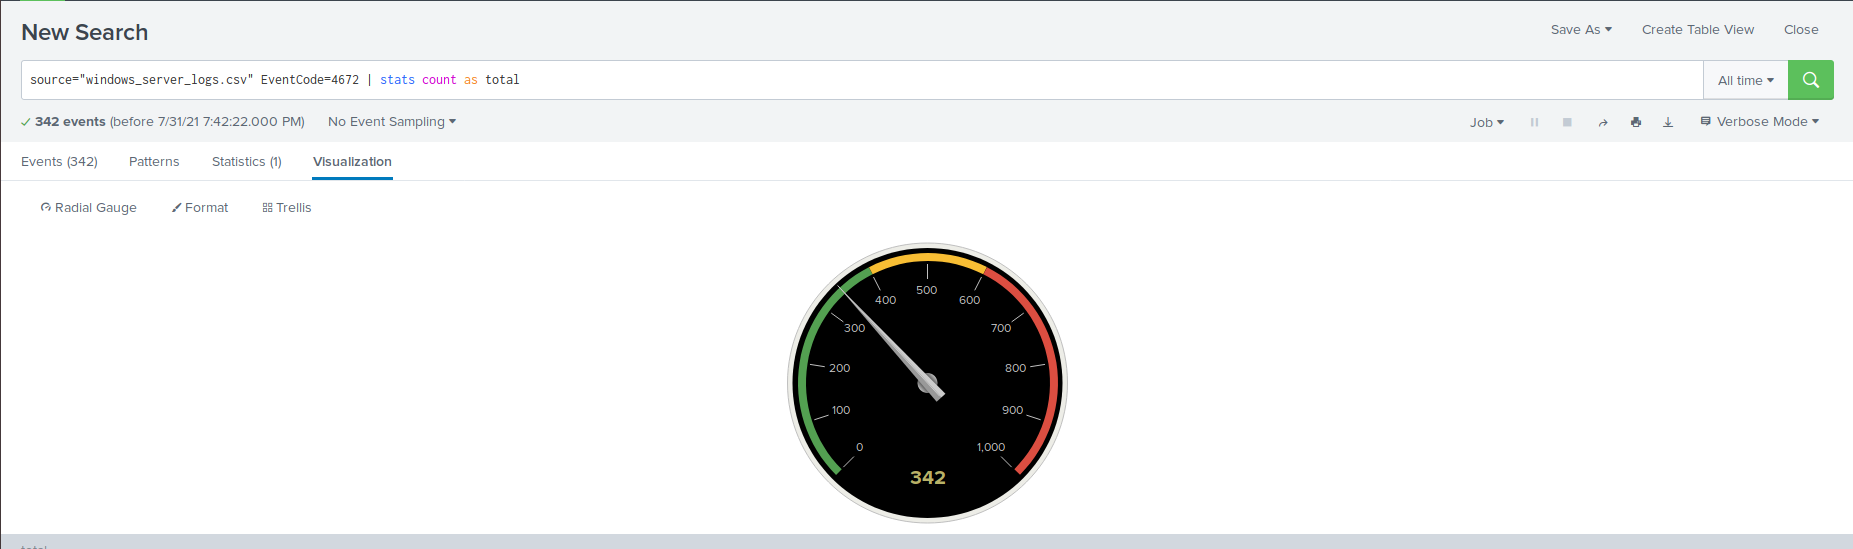 New Search
Save As Create Table View Close
source="windows_server_logs.csv" EventCode=4672 | stats count as total
All time
342 events (before 7/31/21 7:42:22.000 PM) No Event Sampling
Job Verbose Mode
Events (342) Patterns Statistics (1) Visualization
Radial Gauge Format Trellis
0
100
200
300
400
500
600
700
800
900
1,000
342